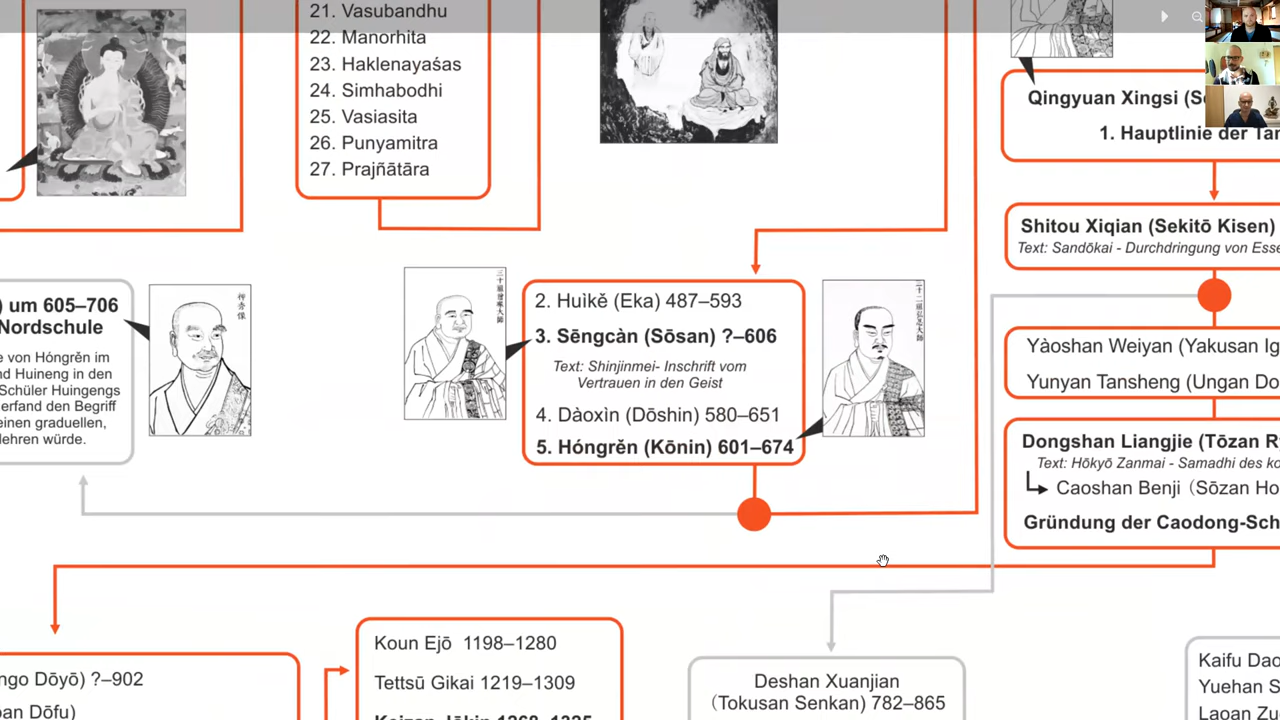 21. Vasubandhu
22. Manorhita
23. Haklenayaśas
24. Simhabodhi
25. Vasiasita
26. Punyamitra
27. Prajñātāra
Qingyuan Xingsi
1. Hauptlinie der
Shitou Xiqian (Sekitō Kisen)
Text: Sandōkai - Durchdringung von
) um 605–706
Nordschule
von Hóngrěn im
Huineng in den
Schüler Huingengs
erfand den Begriff
einen graduellen,
lehren würde.
2. Huìkě (Eka) 487–593
3. Sēngcàn (Sōsan) ?–606
Text: Shinjinmei- Inschrift vom
Vertrauen in den Geist
4. Dàoxìn (Dōshin) 580–651
5. Hóngrěn (Kōnin) 601–674
Yàoshan Weiyan (Yakusan
Yunyan Tansheng (Ungan
Dongshan Liangjie (Tōzan
Text: Hōkyō Zanmai - Samadhi des
Caoshan Benji (Sōzan
Gründung der
Dōyō) ?–902
Dōfu)
Koun Ejō 1198–1280
Tettsū Gikai 1219–1309
Deshan Xuanjian
(Tokusan Senkan) 782–865
Kaifu
Yuehan
Laoan